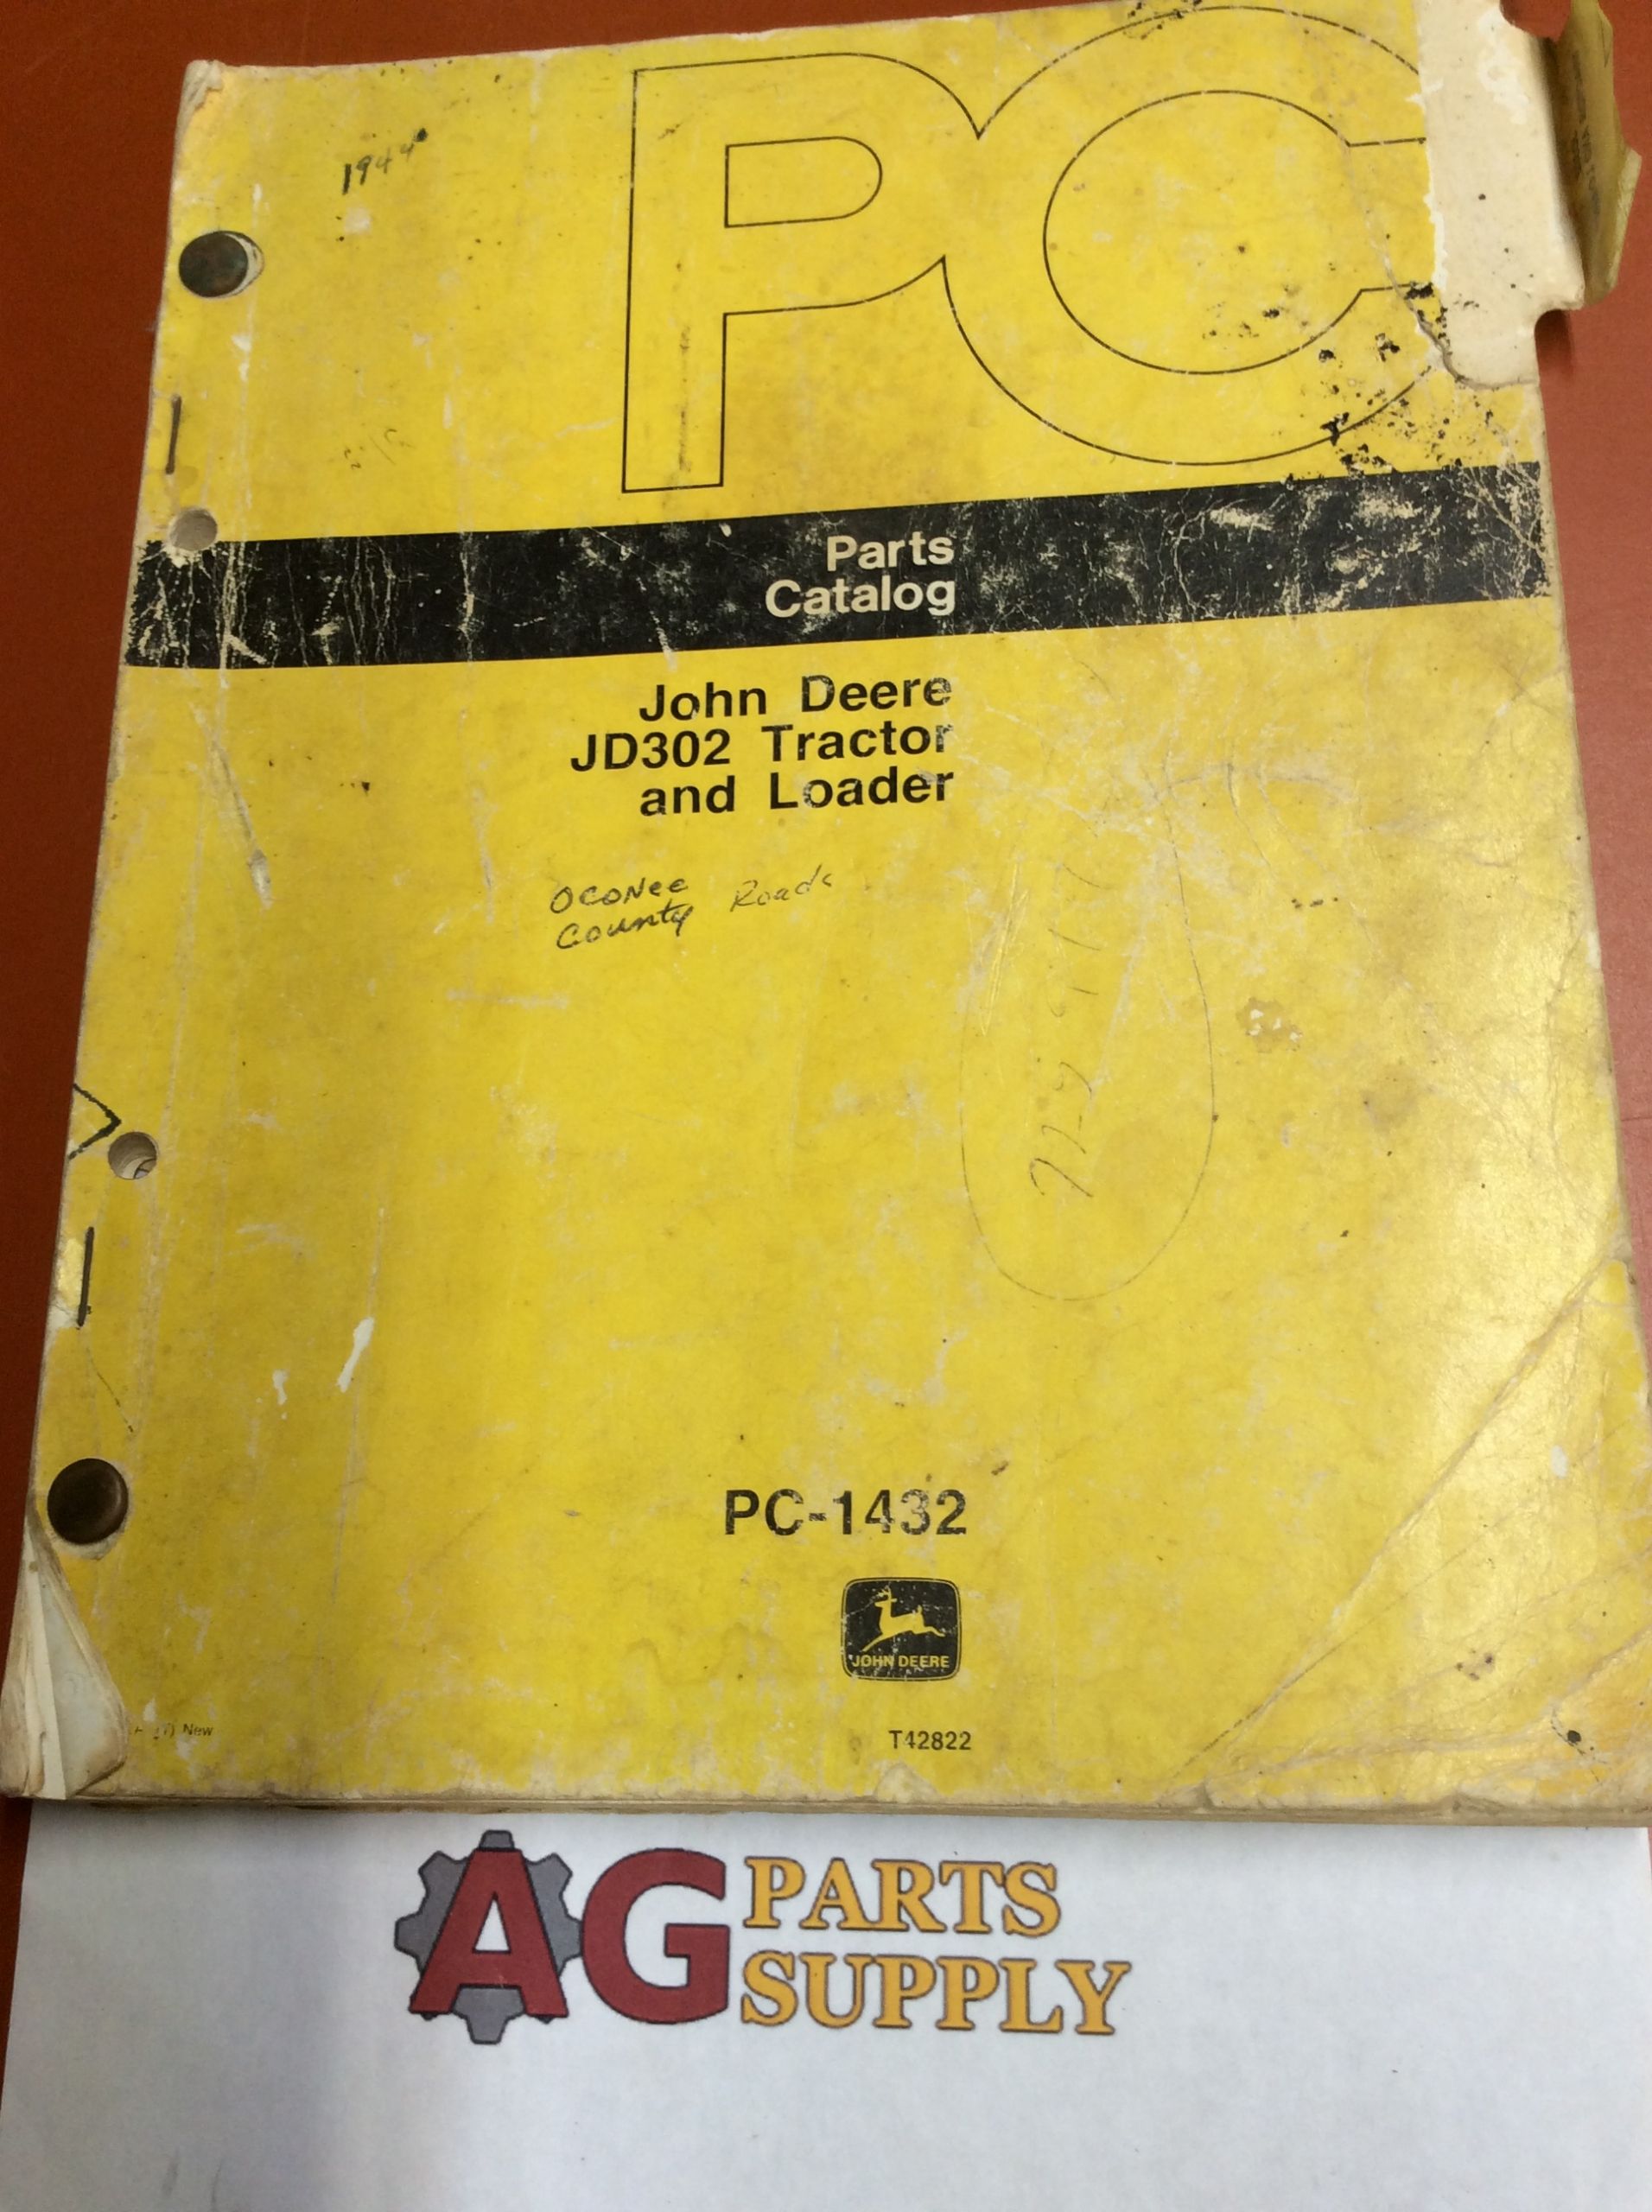 PC
1944
Parts
Catalog
John Deere
JD302 Tractor
and Loader
Oconee Roads
County
PC-1432
JOHN DEERE
New
T42822
AG PARTS
SUPPLY